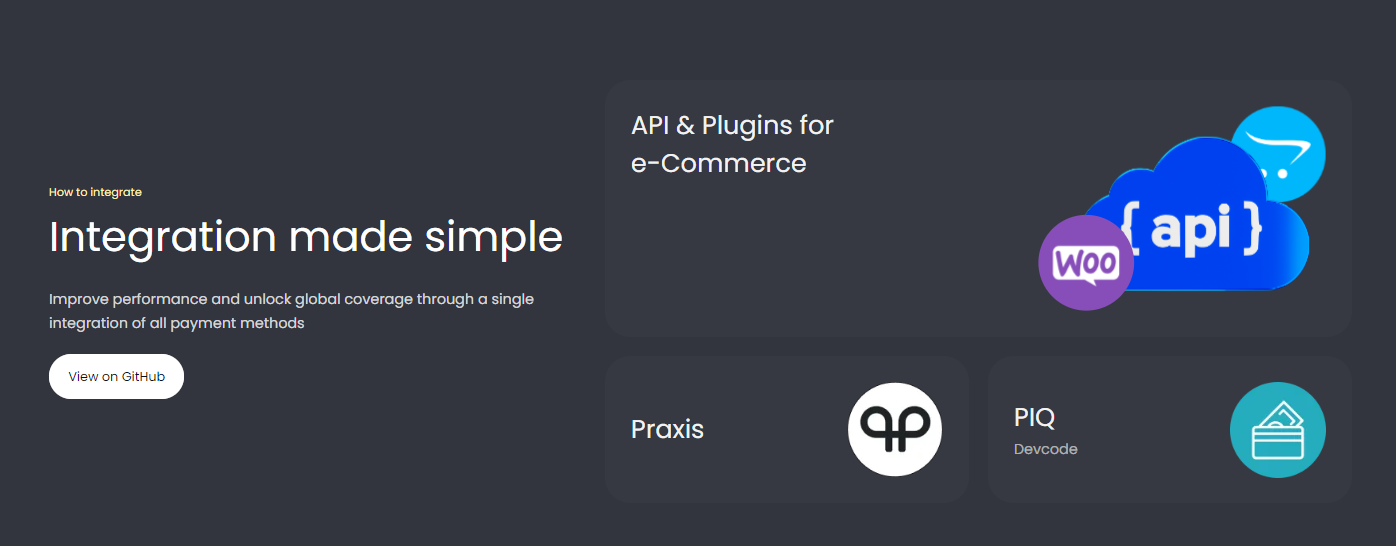 How to integrate
Integration made simple
Improve performance and unlock global coverage through a single
integration of all payment methods
View on GitHub
API & Plugins for
e-Commerce
{ api }
Woo
Praxis
PIQ
Devcode